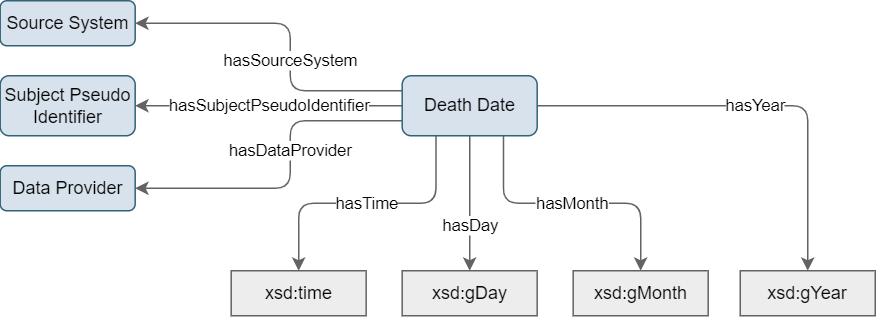 Source System
hasSourceSystem
Subject Pseudo
Identifier
hasSubjectPseudoIdentifier
Death Date
hasYear
hasDataProvider
Data Provider
hasTime
hasDay
hasMonth
xsd:time
xsd:gDay
xsd:gMonth
xsd:gYear